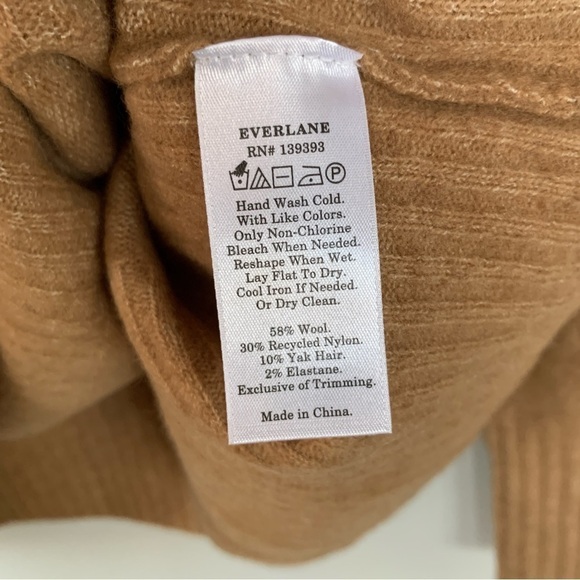 EVERLANE
RN# 139393
P
Hand Wash Cold.
With Like Colors.
Only Non-Chlorine
Bleach When Needed.
Reshape When Wet.
Lay Flat To Dry.
Cool Iron If Needed.
Or Dry Clean.
58% Wool.
30% Recycled Nylon.
10% Yak Hair.
2% Elastane.
Exclusive of Trimming.
Made in China.